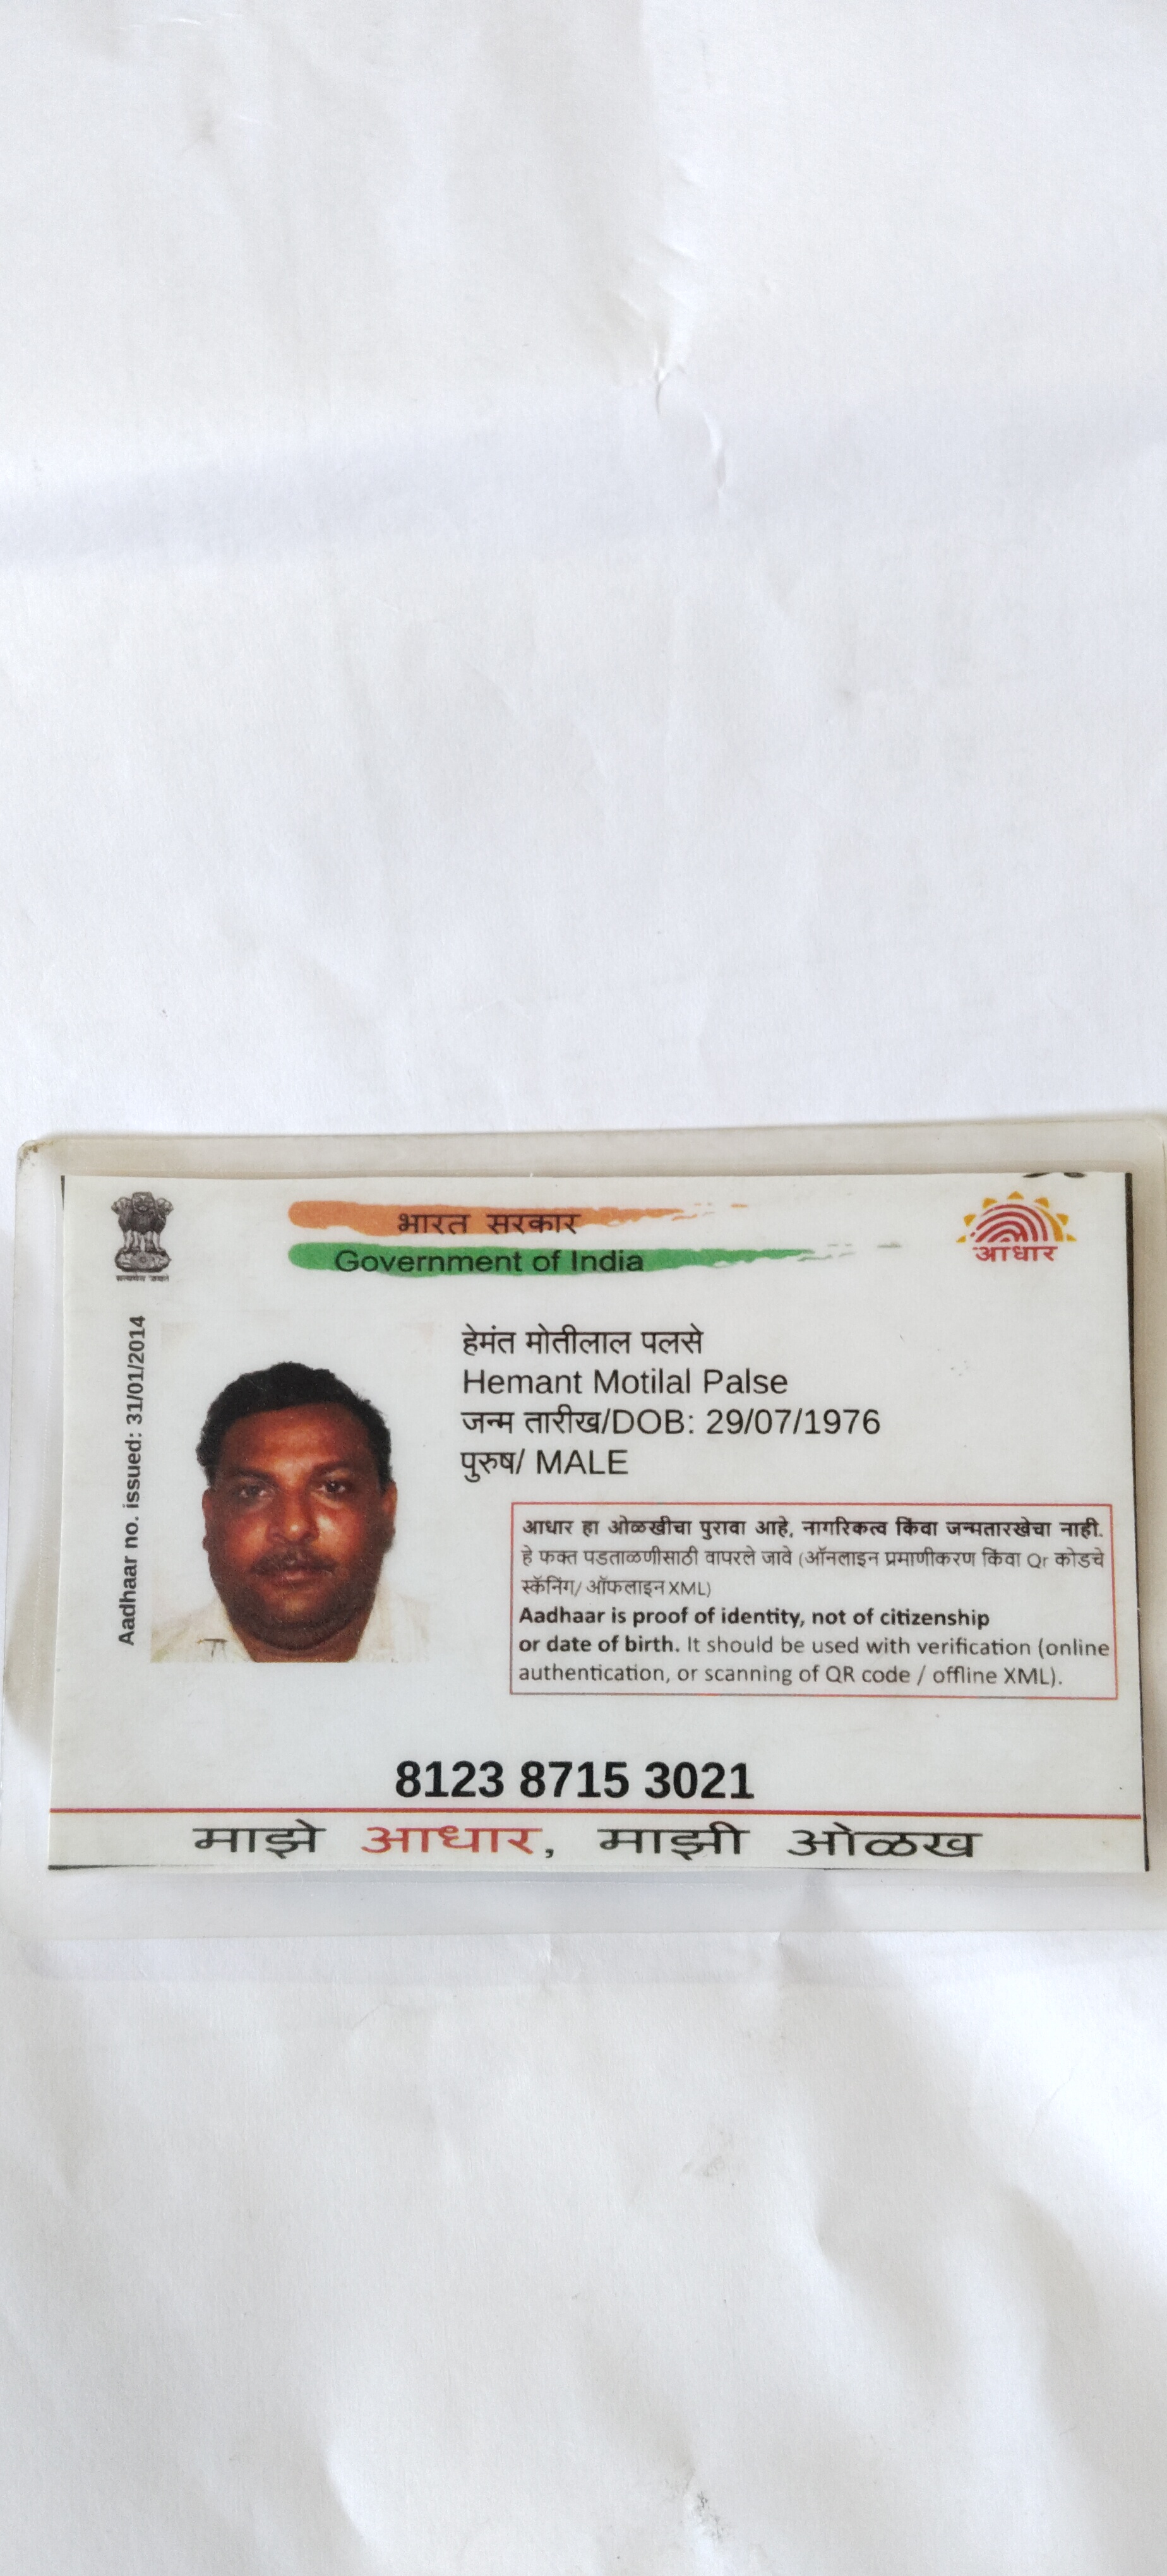 भारत सरकार
Government of India
आधार
सत्यमेव जयते
Aadhaar no. issued: 31/01/2014
हेमंत मोतीलाल पलसे
Hemant Motilal Palse
जन्म तारीख/DOB: 29/07/1976
पुरुष/ MALE
आधार हा ओळखीचा पुरावा आहे, नागरिकत्व किंवा जन्मतारखेचा नाही.
हे फक्त पडताळणीसाठी वापरले जावे (ऑनलाइन प्रमाणीकरण किंवा Qr कोडचे
स्कॅनिंग/ ऑफलाइन XML)
Aadhaar is proof of identity, not of citizenship
or date of birth. It should be used with verification (online
authentication, or scanning of QR code / offline XML).
8123 8715 3021
माझे आधार, माझी ओळख